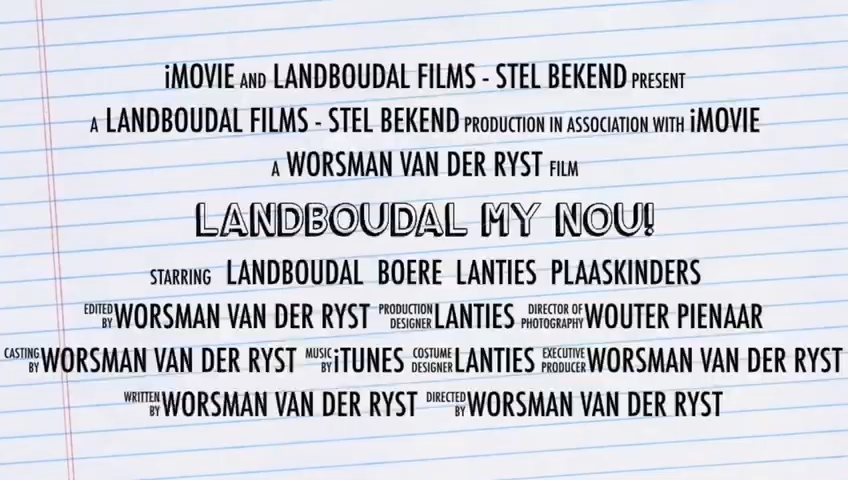 iMOVIE AND LANDBOUDAL FILMS - STEL BEKEND PRESENT
A LANDBOUDAL FILMS - STEL BEKEND PRODUCTION IN ASSOCIATION WITH iMOVIE
A WORSMAN VAN DER RYST FILM
LANDBOUDAL MY NOU!
STARRING LANDBOUDAL BOERE LANTIES PLAASKINDERS
EDITED BY WORSMAN VAN DER RYST PRODUCTION DESIGNER LANTIES DIRECTOR OF PHOTOGRAPHY WOUTER PIENAAR
CASTING BY WORSMAN VAN DER RYST MUSIC BY iTUNES COSTUME DESIGNER LANTIES EXECUTIVE PRODUCER WORSMAN VAN DER RYST
WRITTEN BY WORSMAN VAN DER RYST DIRECTED BY WORSMAN VAN DER RYST